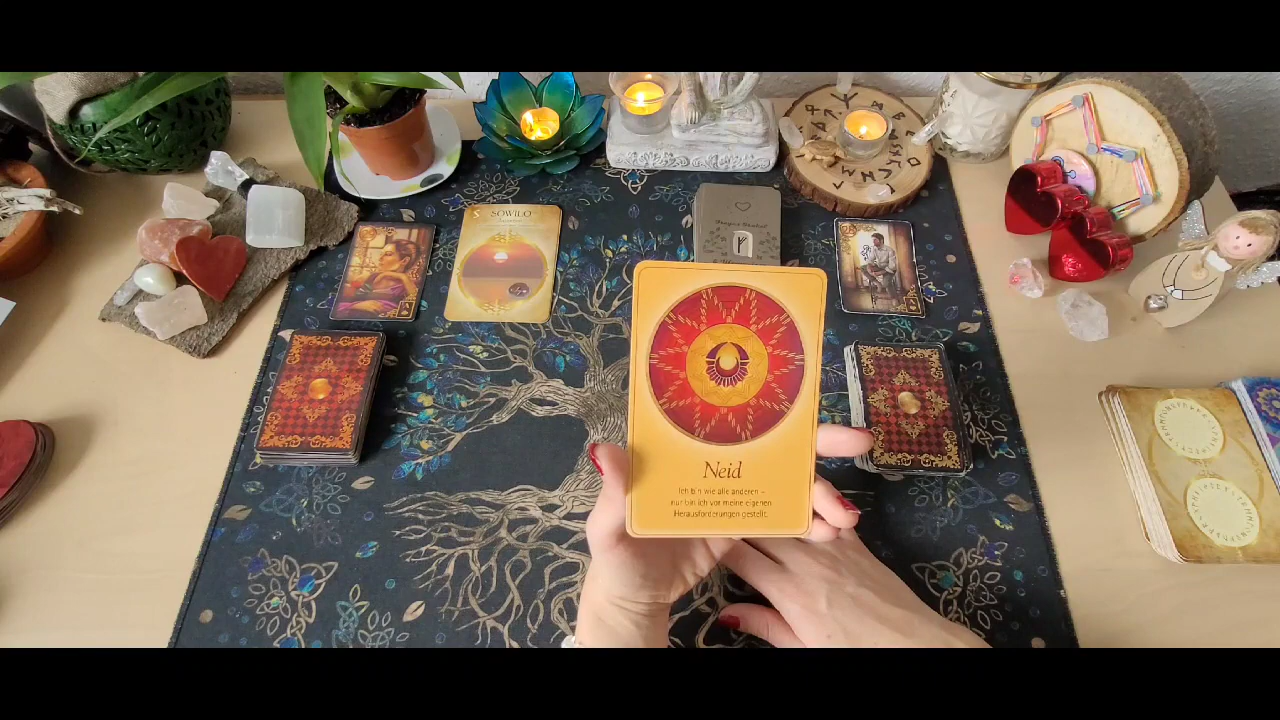 S SOWILO
Neid
Ich bin wie alle anderen –
nur bin ich vor meine eigenen
Herausforderungen gestellt.